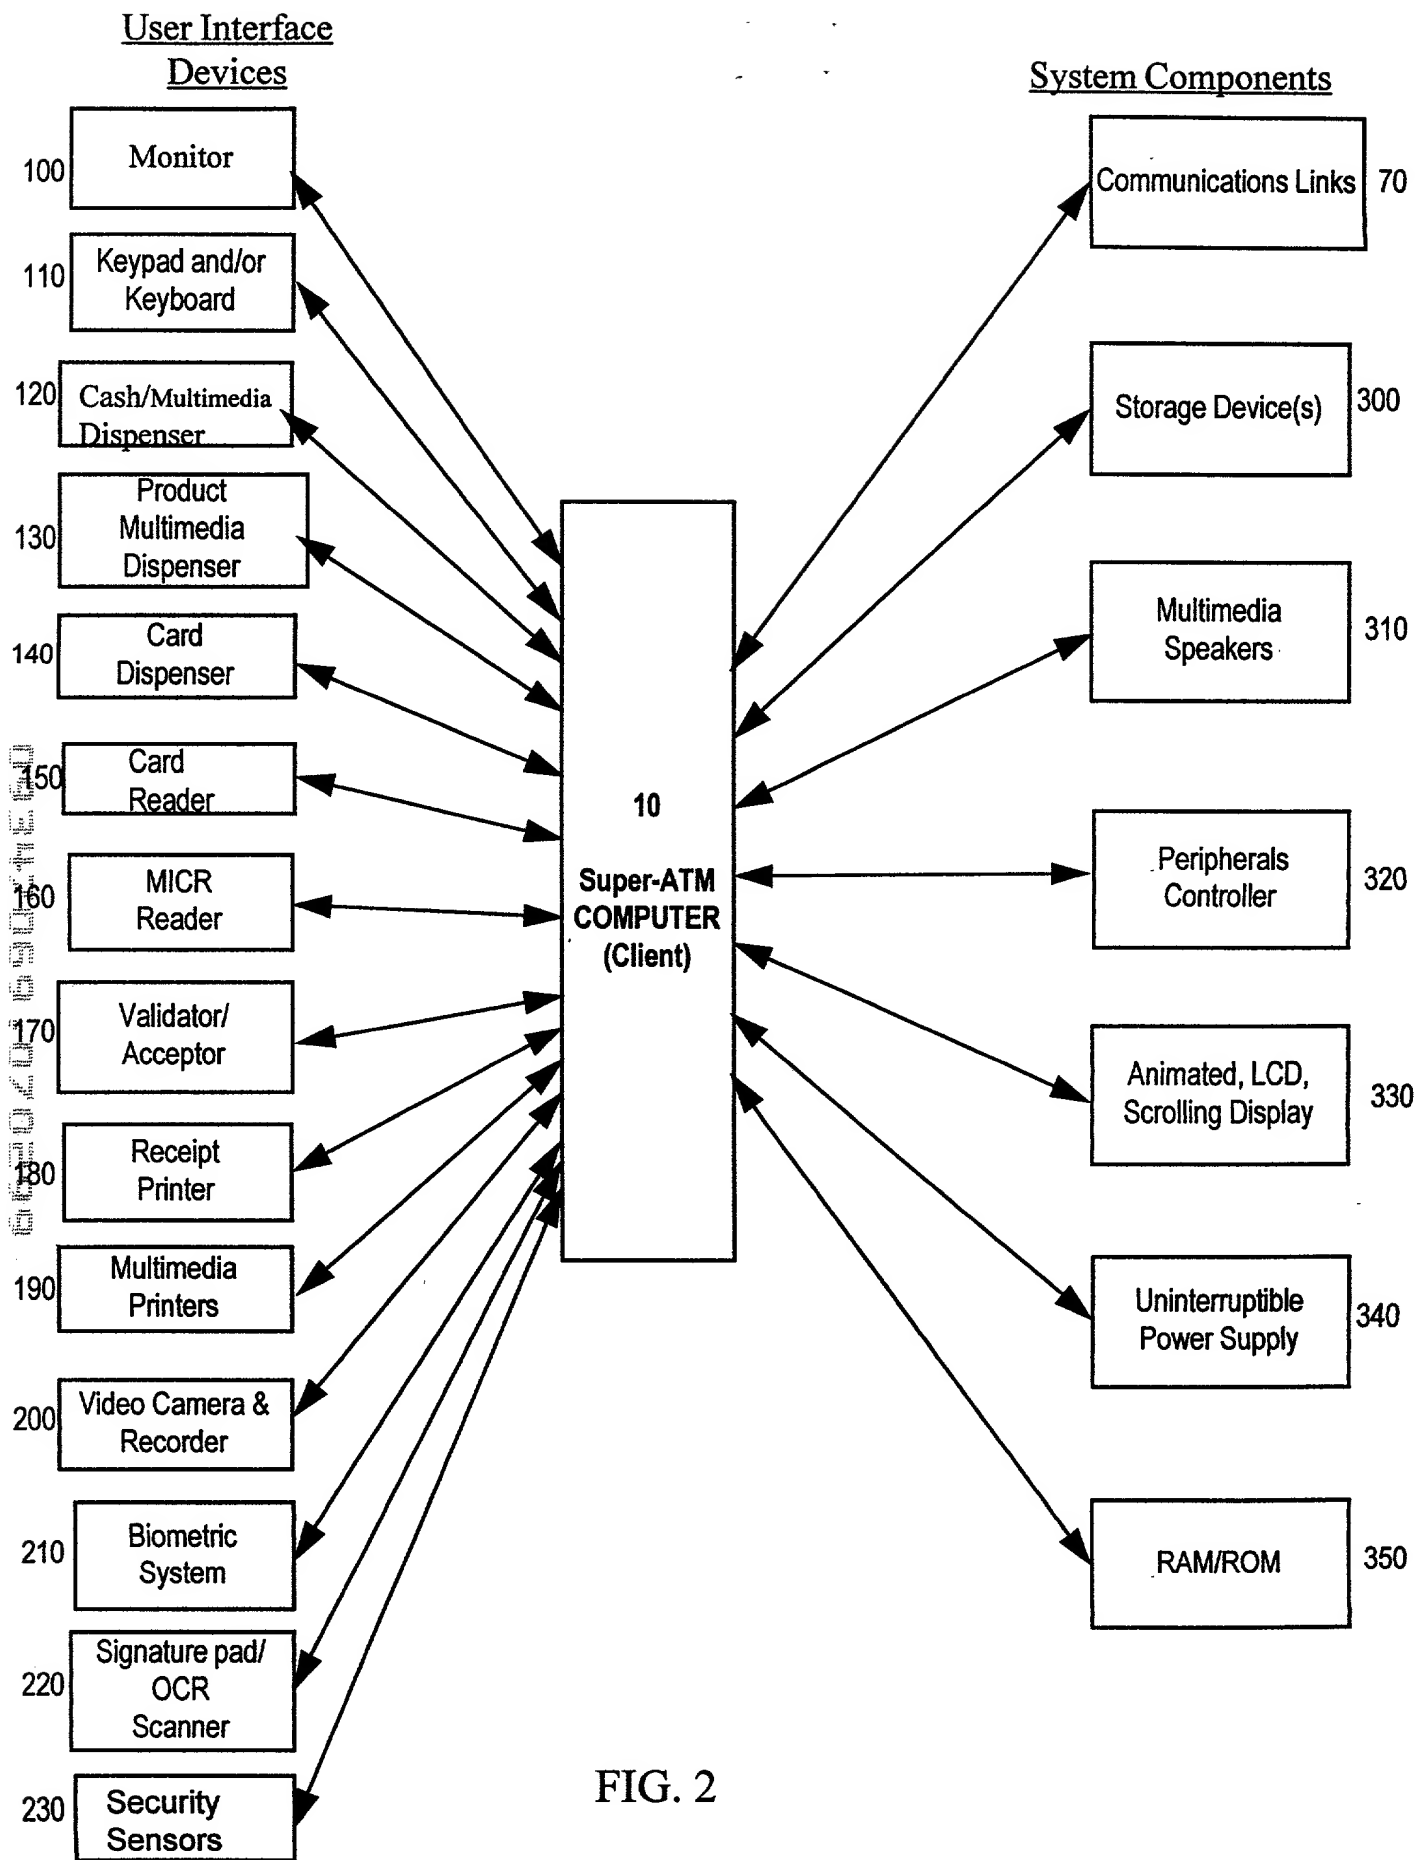 User Interface
Devices
100
Monitor
110
Keypad and/or
Keyboard
120
Cash/Multimedia
Dispenser
130
Product
Multimedia
Dispenser
140
Card
Dispenser
150
Card
Reader
160
MICR
Reader
170
Validator/
Acceptor
180
Receipt
Printer
190
Multimedia
Printers
200
Video Camera &
Recorder
210
Biometric
System
220
Signature pad/
OCR
Scanner
230
Security
Sensors
10
Super-ATM
COMPUTER
(Client)
System Components
Communications Links
70
Storage Device(s)
300
Multimedia
Speakers
310
Peripherals
Controller
320
Animated, LCD,
Scrolling Display
330
Uninterruptible
Power Supply
340
RAM/ROM
350
FIG. 2